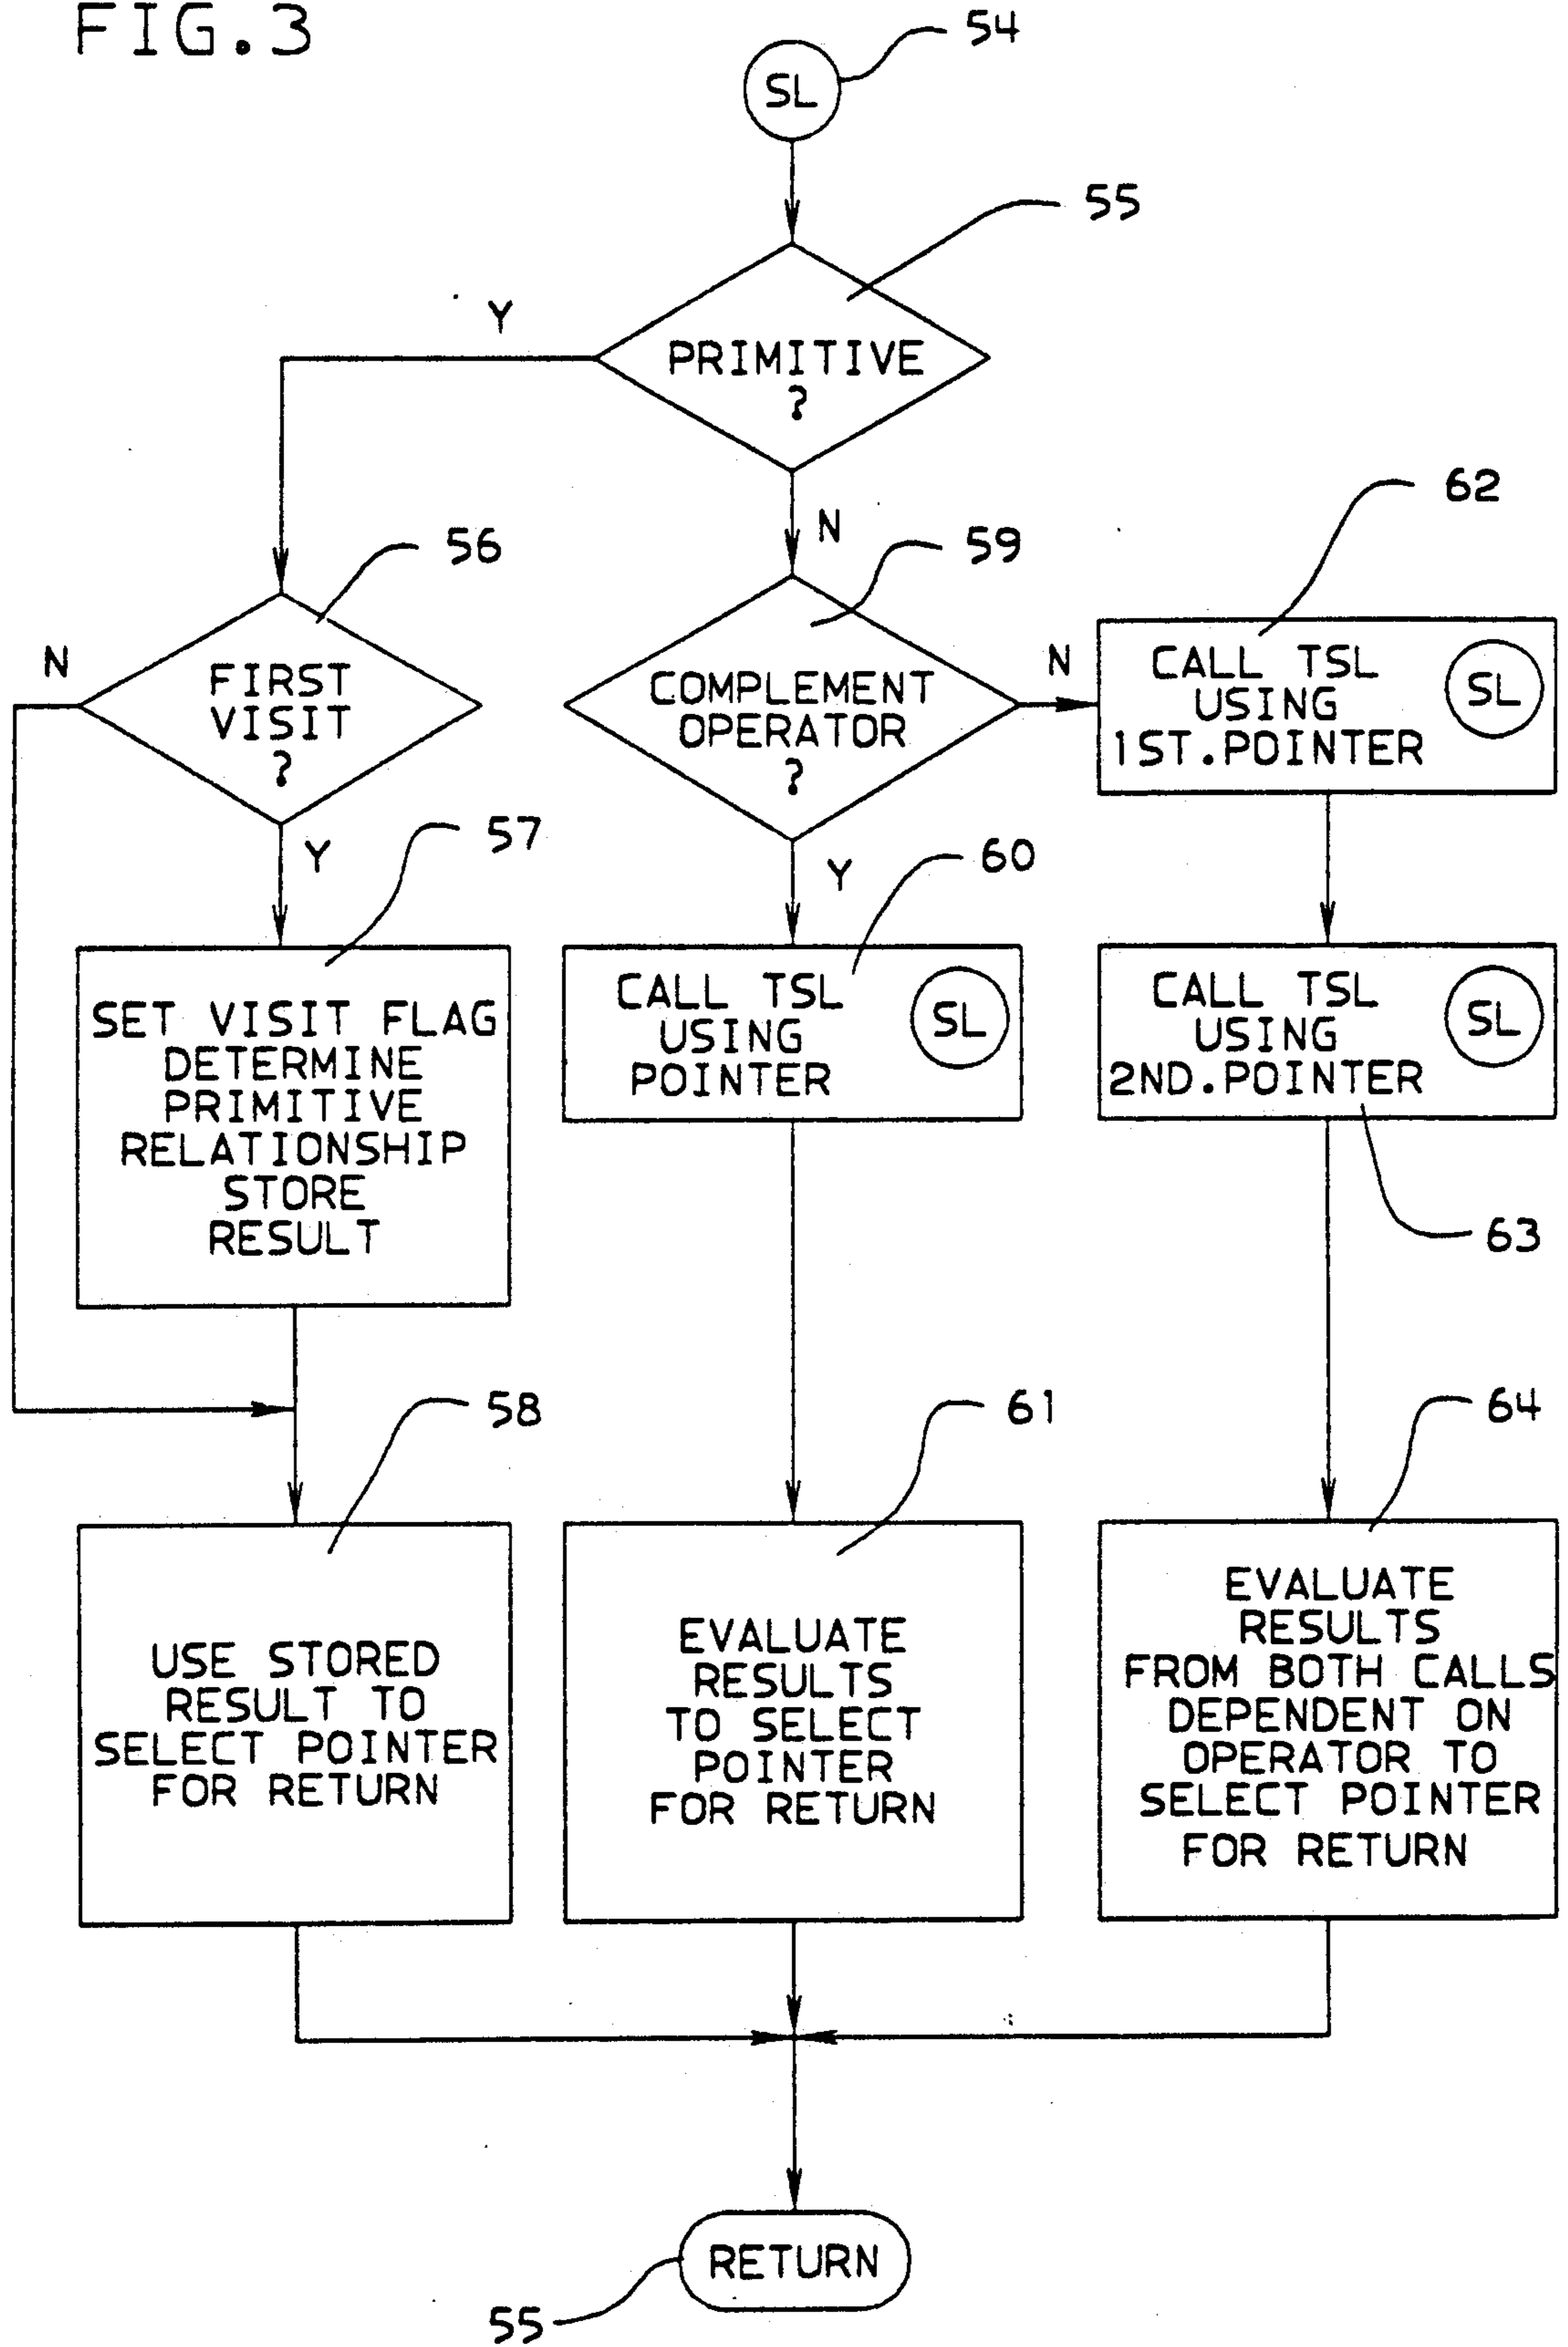 FIG.3
54
SL
55
Y
PRIMITIVE
?
N
62
56
59
N
FIRST
VISIT
?
COMPLEMENT
OPERATOR
?
N
CALL TSL
USING
1ST.POINTER
SL
Y
57
Y
60
SET VISIT FLAG
DETERMINE
PRIMITIVE
RELATIONSHIP
STORE
RESULT
CALL TSL
USING
POINTER
SL
CALL TSL
USING
2ND.POINTER
SL
63
58
61
64
USE STORED
RESULT TO
SELECT POINTER
FOR RETURN
EVALUATE
RESULTS
TO SELECT
POINTER
FOR RETURN
EVALUATE
RESULTS
FROM BOTH CALLS
DEPENDENT ON
OPERATOR TO
SELECT POINTER
FOR RETURN
RETURN
55